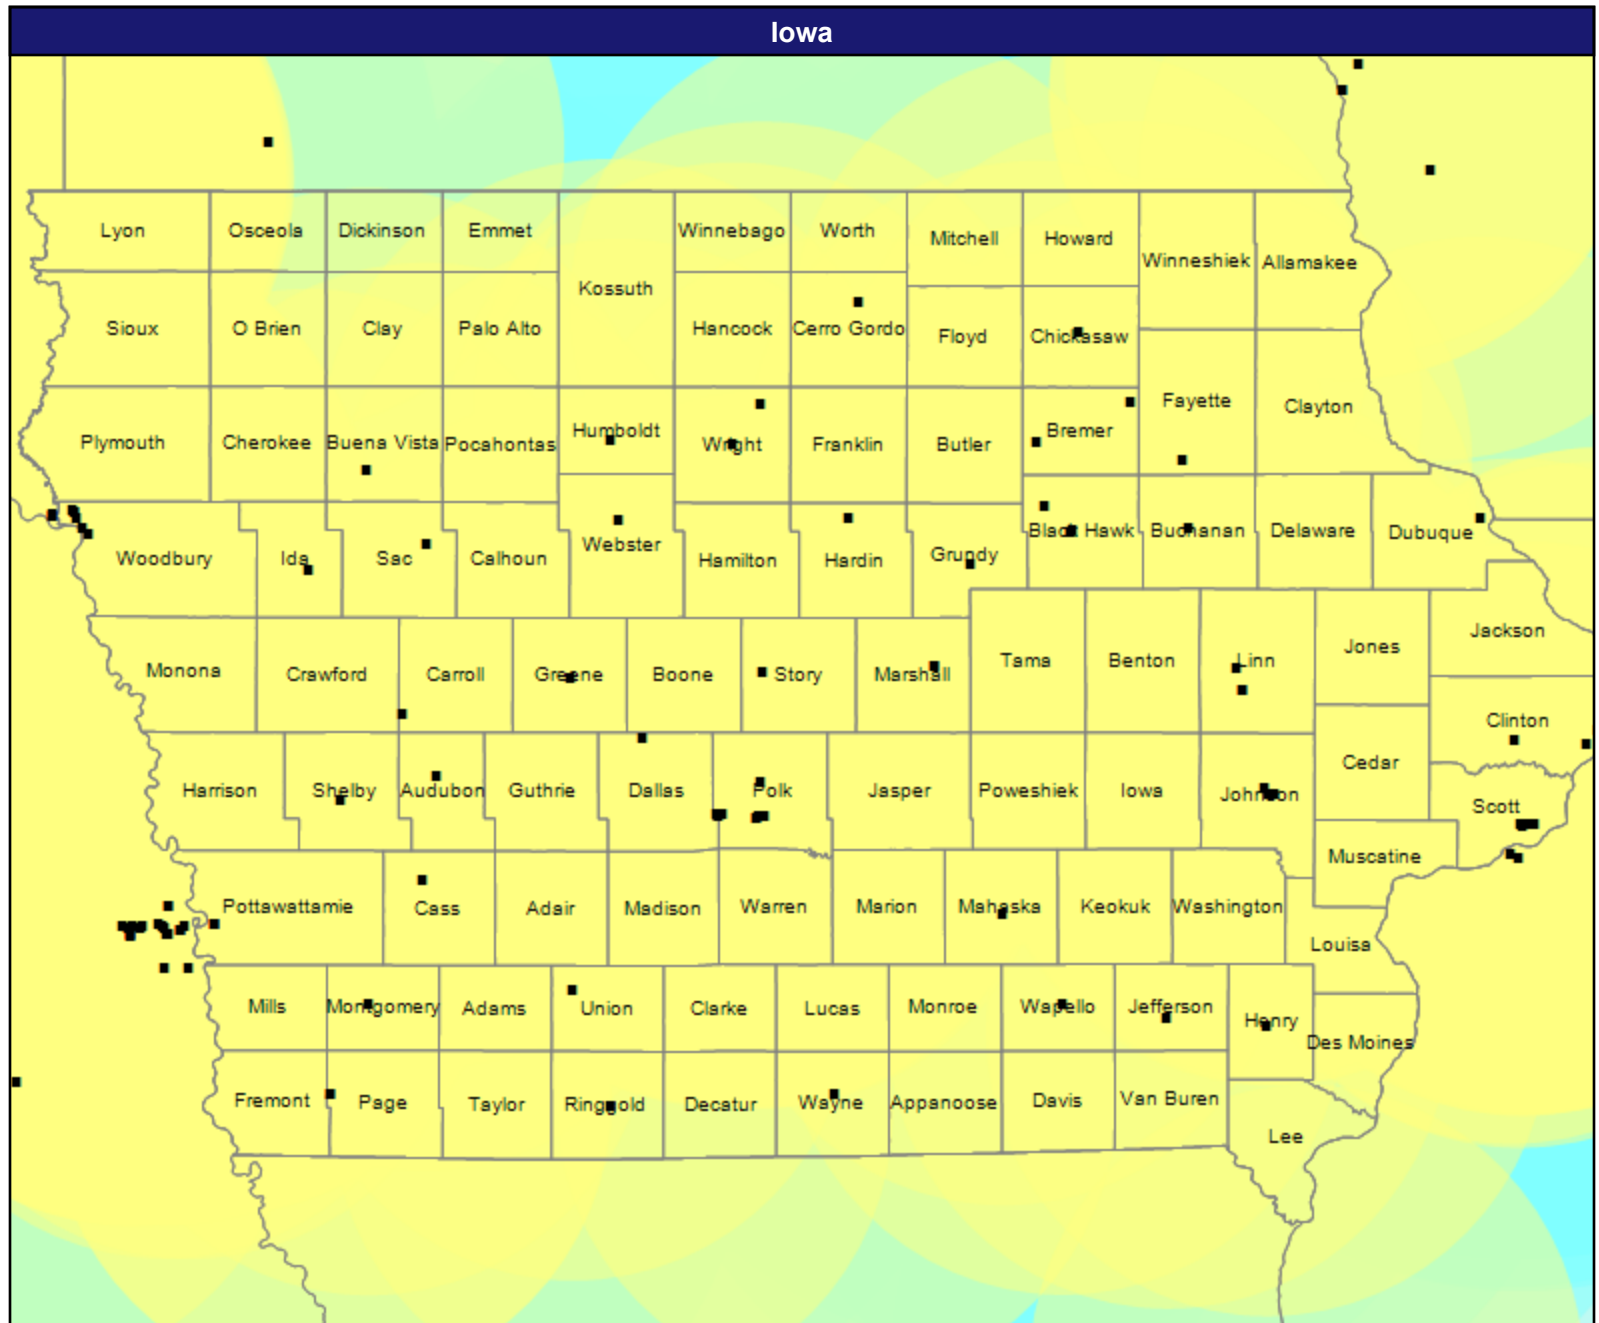 Iowa
Lyon
Osceola
Dickinson
Emmet
Winnebago
Worth
Mitchell
Howard
Winneshiek
Allamakee
Kossuth
Sioux
O Brien
Clay
Palo Alto
Hancock
Cerro Gordo
Floyd
Chickasaw
Fayette
Clayton
Plymouth
Cherokee
Buena Vista
Pocahontas
Humboldt
Wright
Franklin
Butler
Bremer
Woodbury
Ida
Sac
Calhoun
Webster
Hamilton
Hardin
Grundy
Black Hawk
Buchanan
Delaware
Dubuque
Monona
Crawford
Carroll
Greene
Boone
Story
Marshall
Tama
Benton
Linn
Jones
Jackson
Clinton
Harrison
Shelby
Audubon
Guthrie
Dallas
Polk
Jasper
Poweshiek
Iowa
Johnson
Cedar
Scott
Muscatine
Pottawattamie
Cass
Adair
Madison
Warren
Marion
Mahaska
Keokuk
Washington
Louisa
Mills
Montgomery
Adams
Union
Clarke
Lucas
Monroe
Wapello
Jefferson
Henry
Des Moines
Fremont
Page
Taylor
Ringgold
Decatur
Wayne
Appanoose
Davis
Van Buren
Lee